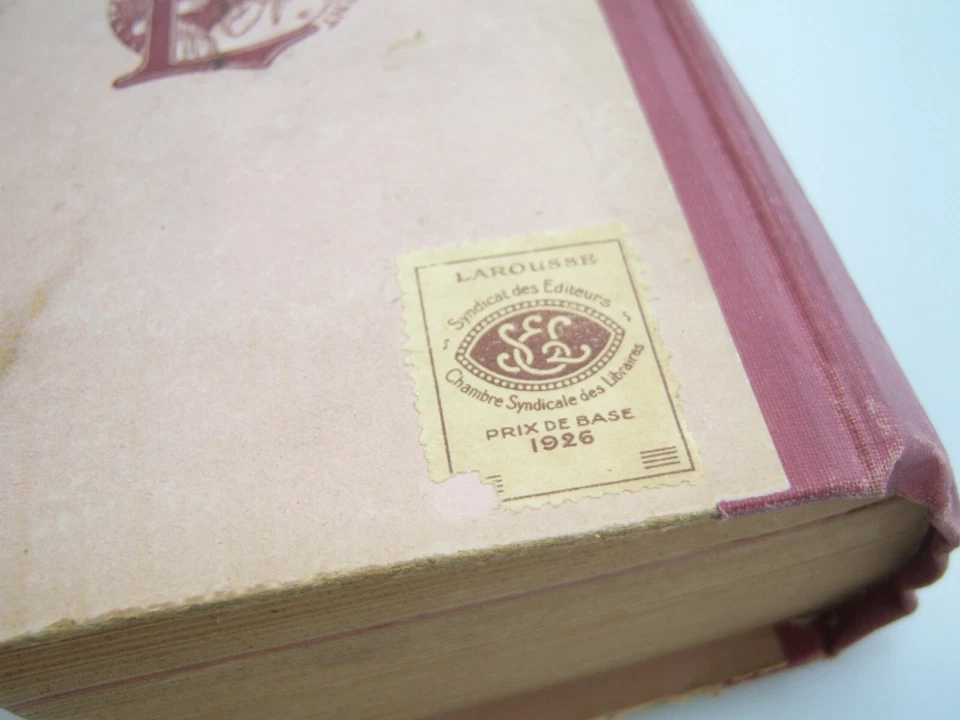 LAROUSSE
Syndicat des Editeurs
Chambre Syndicale des Libraires
PRIX DE BASE
1926